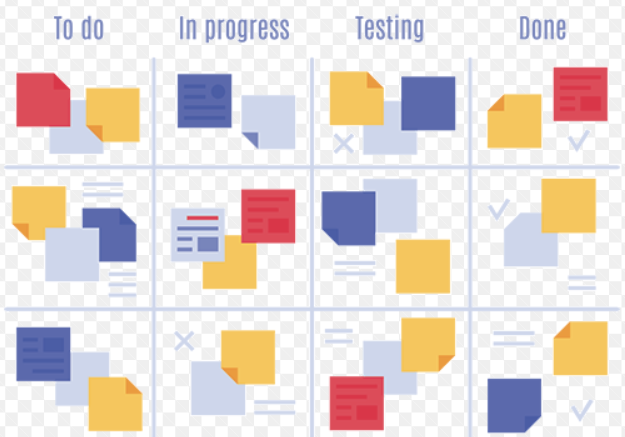 To do
In progress
Testing
Done